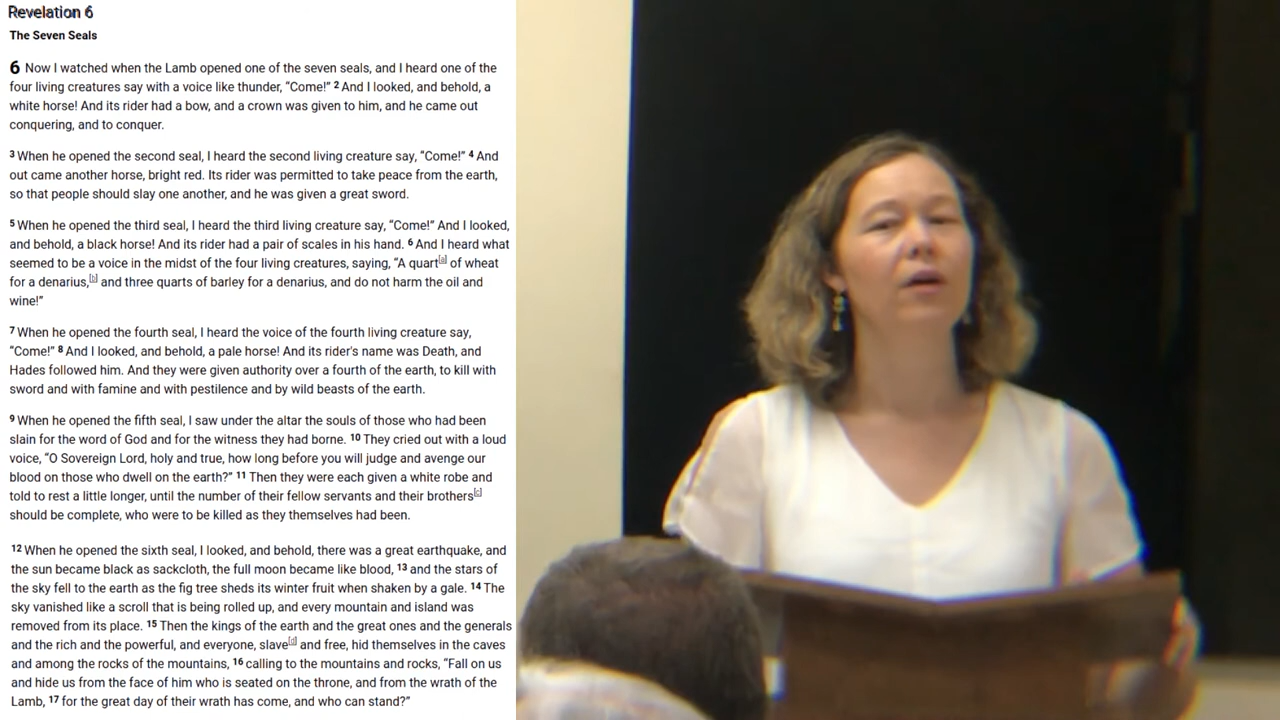 Revelation 6
The Seven Seals
6 Now I watched when the Lamb opened one of the seven seals, and I heard one of the
four living creatures say with a voice like thunder, “Come!” 2 And I looked, and behold, a
white horse! And its rider had a bow, and a crown was given to him, and he came out
conquering, and to conquer.
3 When he opened the second seal, I heard the second living creature say, “Come!” 4 And
out came another horse, bright red. Its rider was permitted to take peace from the earth,
so that people should slay one another, and he was given a great sword.
5 When he opened the third seal, I heard the third living creature say, “Come!” And I looked,
and behold, a black horse! And its rider had a pair of scales in his hand. 6 And I heard what
seemed to be a voice in the midst of the four living creatures, saying, “A quart[a] of wheat
for a denarius,[b] and three quarts of barley for a denarius, and do not harm the oil and
wine!”
7 When he opened the fourth seal, I heard the voice of the fourth living creature say,
“Come!” 8 And I looked, and behold, a pale horse! And its rider's name was Death, and
Hades followed him. And they were given authority over a fourth of the earth, to kill with
sword and with famine and with pestilence and by wild beasts of the earth.
9 When he opened the fifth seal, I saw under the altar the souls of those who had been
slain for the word of God and for the witness they had borne. 10 They cried out with a loud
voice, “O Sovereign Lord, holy and true, how long before you will judge and avenge our
blood on those who dwell on the earth?” 11 Then they were each given a white robe and
told to rest a little longer, until the number of their fellow servants and their brothers[c]
should be complete, who were to be killed as they themselves had been.
12 When he opened the sixth seal, I looked, and behold, there was a great earthquake, and
the sun became black as sackcloth, the full moon became like blood, 13 and the stars of
the sky fell to the earth as the fig tree sheds its winter fruit when shaken by a gale. 14 The
sky vanished like a scroll that is being rolled up, and every mountain and island was
removed from its place. 15 Then the kings of the earth and the great ones and the generals
and the rich and the powerful, and everyone, slave[d] and free, hid themselves in the caves
and among the rocks of the mountains, 16 calling to the mountains and rocks, “Fall on us
and hide us from the face of him who is seated on the throne, and from the wrath of the
Lamb, 17 for the great day of their wrath has come, and who can stand?”